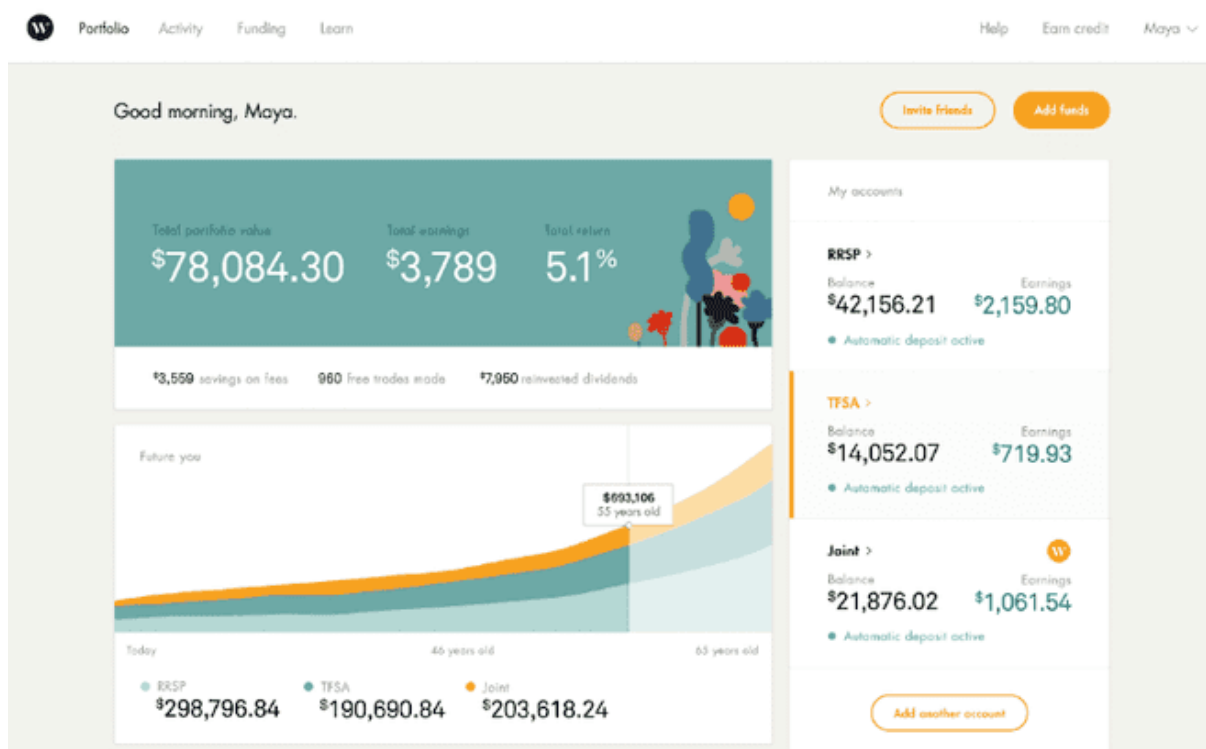 W Portfolio Activity Funding Learn Help Earn credit Maya
Good morning, Maya.
Invite friends
Add funds
Total portfolio value Total earnings Total return
$78,084.30 $3,789 5.1%
$3,559 savings on fees 960 free trades made $7,950 reinvested dividends
Future you
$693,106
55 years old
Today 46 years old 65 years old
RRSP TFSA Joint
$298,796.84 $190,690.84 $203,618.24
My accounts
RRSP >
Balance Earnings
$42,156.21 $2,159.80
Automatic deposit active
TFSA >
Balance Earnings
$14,052.07 $719.93
Automatic deposit active
Joint > W
Balance Earnings
$21,876.02 $1,061.54
Automatic deposit active
Add another account